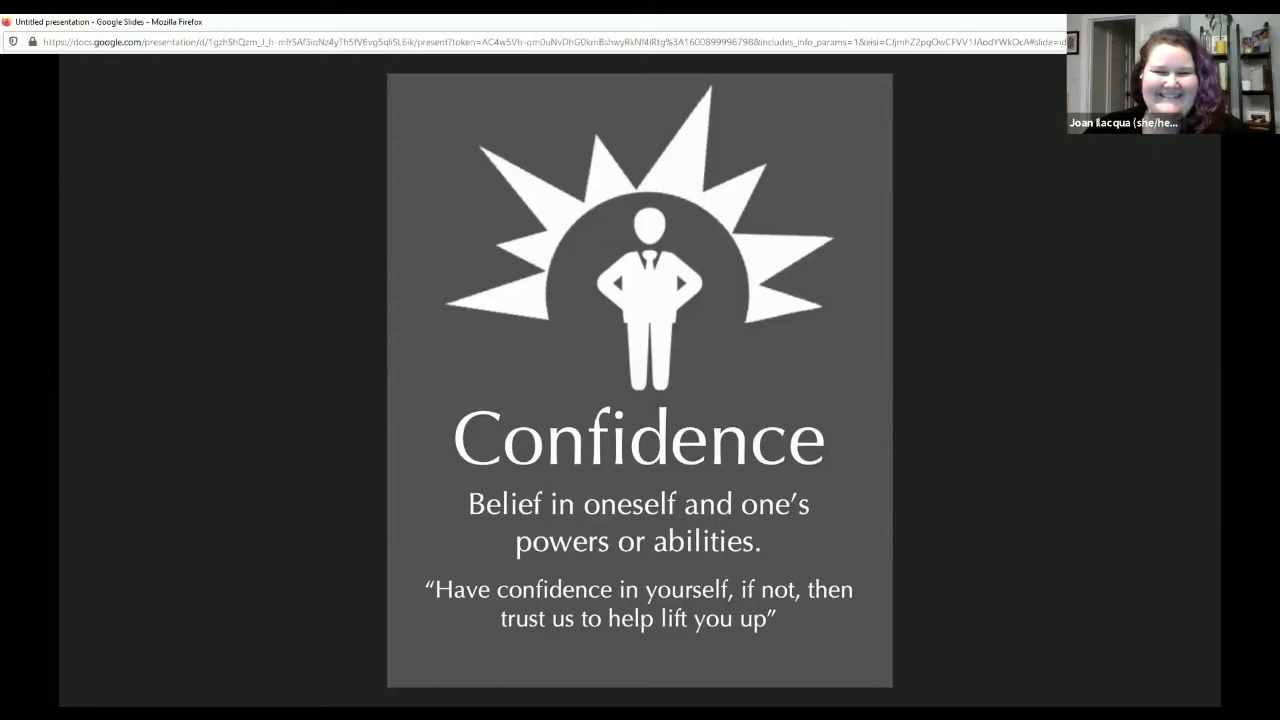 Untitled presentation - Google Slides - Mozilla Firefox
Joan Ilacqua (she/he...
Confidence
Belief in oneself and one's
powers or abilities.
“Have confidence in yourself, if not, then
trust us to help lift you up”